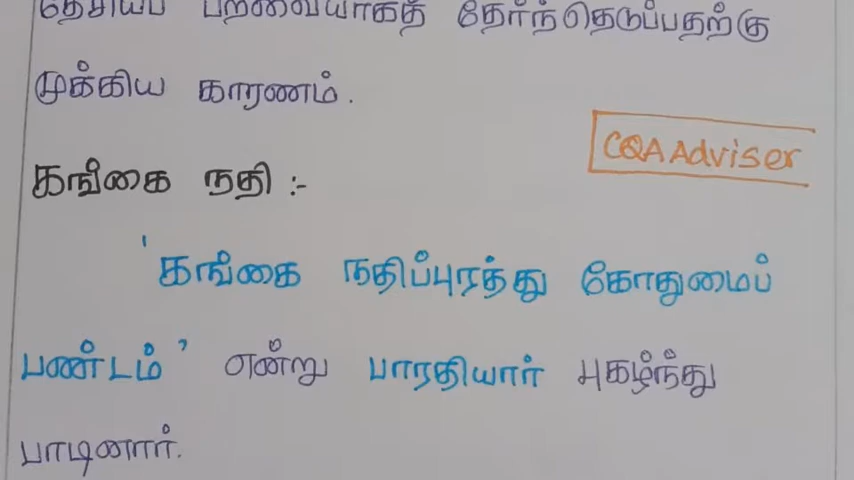 தேசியப் பறவையாகத் தேர்ந்தெடுப்பதற்கு
முக்கிய காரணம்.
CQA Adviser
கங்கை நதி :-
'கங்கை நதிப்புரத்து கோதுமைப்
பண்டம்' என்று பாரதியார் புகழ்ந்து
பாடினார்.